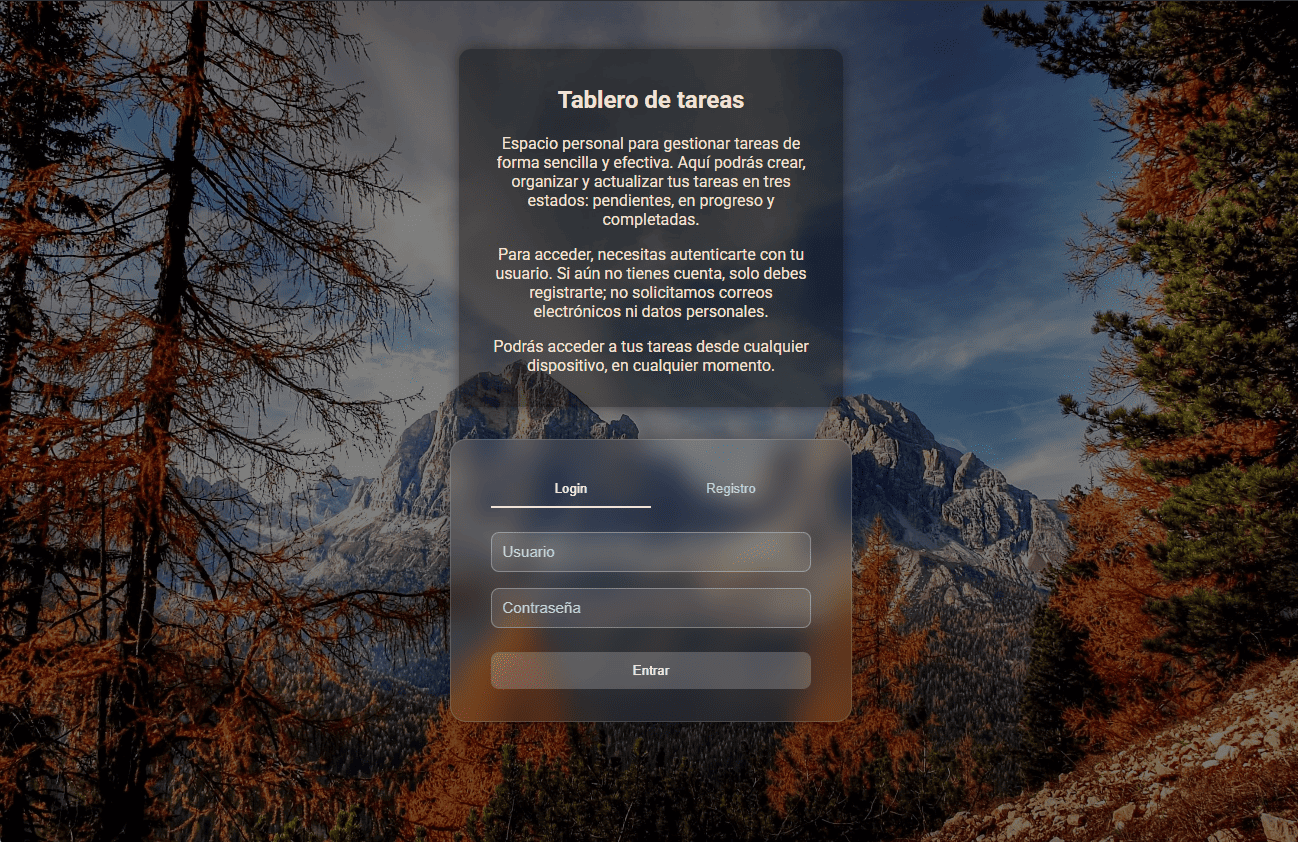 Tablero de tareas
Espacio personal para gestionar tareas de
forma sencilla y efectiva. Aquí podrás crear,
organizar y actualizar tus tareas en tres
estados: pendientes, en progreso y
completadas.
Para acceder, necesitas autenticarte con tu
usuario. Si aún no tienes cuenta, solo debes
registrarte; no solicitamos correos
electrónicos ni datos personales.
Podrás acceder a tus tareas desde cualquier
dispositivo, en cualquier momento.
Login
Registro
Usuario
Contraseña
Entrar